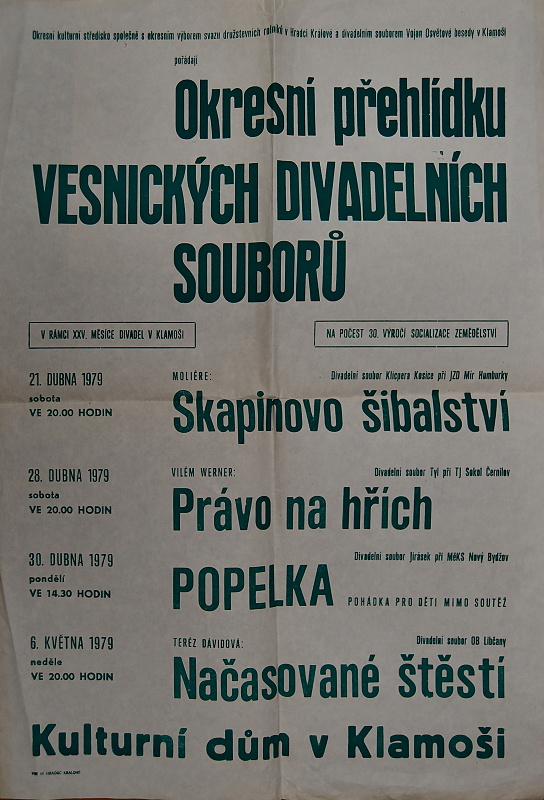 Okresní kulturní středisko společně s okresním výborem svazu družstevních rolníků v Hradci Králové a divadelním souborem Vojan Osvětové besedy v Klamoši
pořádají
Okresní přehlídku
VESNICKÝCH DIVADELNÍCH
SOUBORŮ
V RÁMCI XXV. MĚSÍCE DIVADEL V KLAMOŠI
NA POČEST 30. VÝROČÍ SOCIALIZACE ZEMĚDĚLSTVÍ
21. DUBNA 1979
sobota
VE 20.00 HODIN
MOLIÈRE:
Divadelní soubor Klicpera Kosice při JZD Mír Humburky
Skapinovo šibalství
28. DUBNA 1979
sobota
VE 20.00 HODIN
VILÉM WERNER:
Divadelní soubor Tyl při TJ Sokol Černilov
Právo na hřích
30. DUBNA 1979
pondělí
VE 14.30 HODIN
Divadelní soubor Jirásek při MěKS Nový Bydžov
POPELKA
POHÁDKA PRO DĚTI MIMO SOUTĚŽ
6. KVĚTNA 1979
neděle
VE 20.00 HODIN
TERÉZ DÁVIDOVÁ:
Divadelní soubor OB Libčany
Načasované štěstí
Kulturní dům v Klamoši
HRADEC KRÁLOVÉ